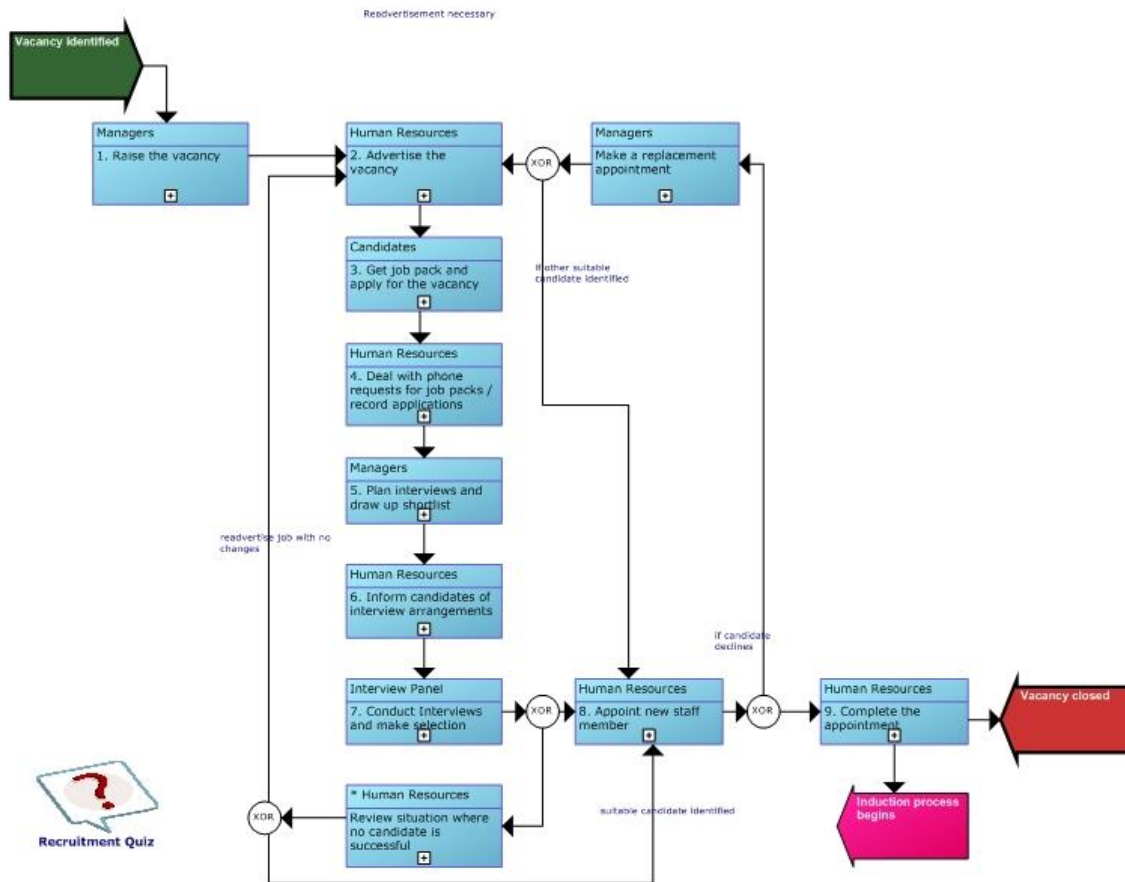 Readvertisement necessary
Vacancy identified
Managers
1. Raise the vacancy
Human Resources
2. Advertise the
vacancy
XOR
Managers
Make a replacement
appointment
Candidates
3. Get job pack and
apply for the vacancy
If other suitable
candidate identified
Human Resources
4. Deal with phone
requests for job packs /
record applications
Managers
5. Plan interviews and
draw up shortlist
readvertise job with no
changes
Human Resources
6. Inform candidates of
interview arrangements
if candidate
declines
Interview Panel
7. Conduct Interviews
and make selection
XOR
Human Resources
8. Appoint new staff
member
XOR
Human Resources
9. Complete the
appointment
Vacancy closed
* Human Resources
Review situation where
no candidate is
successful
XOR
suitable candidate identified
Induction process
begins
Recruitment Quiz